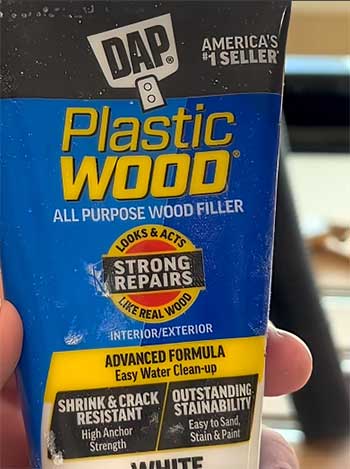 DAP®
AMERICA'S
#1 SELLER
Plastic
WOOD®
ALL PURPOSE WOOD FILLER
LOOKS & ACTS
STRONG
REPAIRS
LIKE REAL WOOD
INTERIOR/EXTERIOR
ADVANCED FORMULA
Easy Water Clean-up
SHRINK & CRACK
RESISTANT
High Anchor
Strength
OUTSTANDING
STAINABILITY
Easy to Sand,
Stain & Paint
WHITE